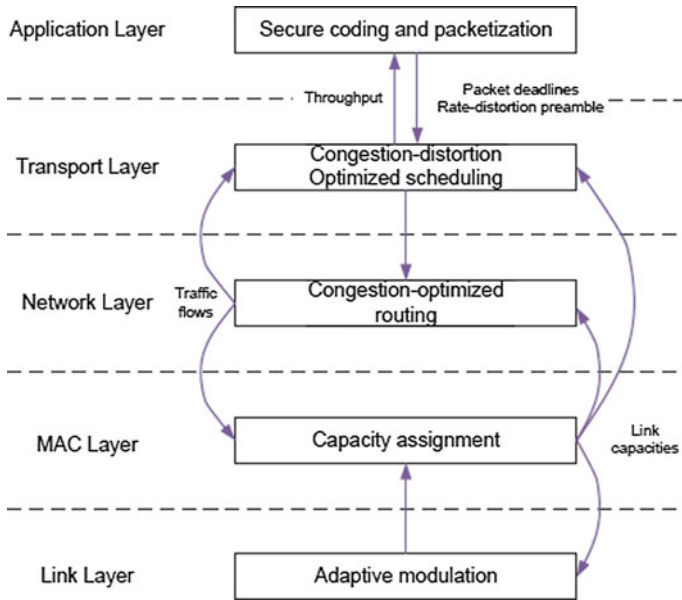 Application Layer
Secure coding and packetization
Throughput
Packet deadlines
Rate-distortion preamble
Transport Layer
Congestion-distortion
Optimized scheduling
Network Layer
Traffic
flows
Congestion-optimized
routing
MAC Layer
Capacity assignment
Link
capacities
Link Layer
Adaptive modulation